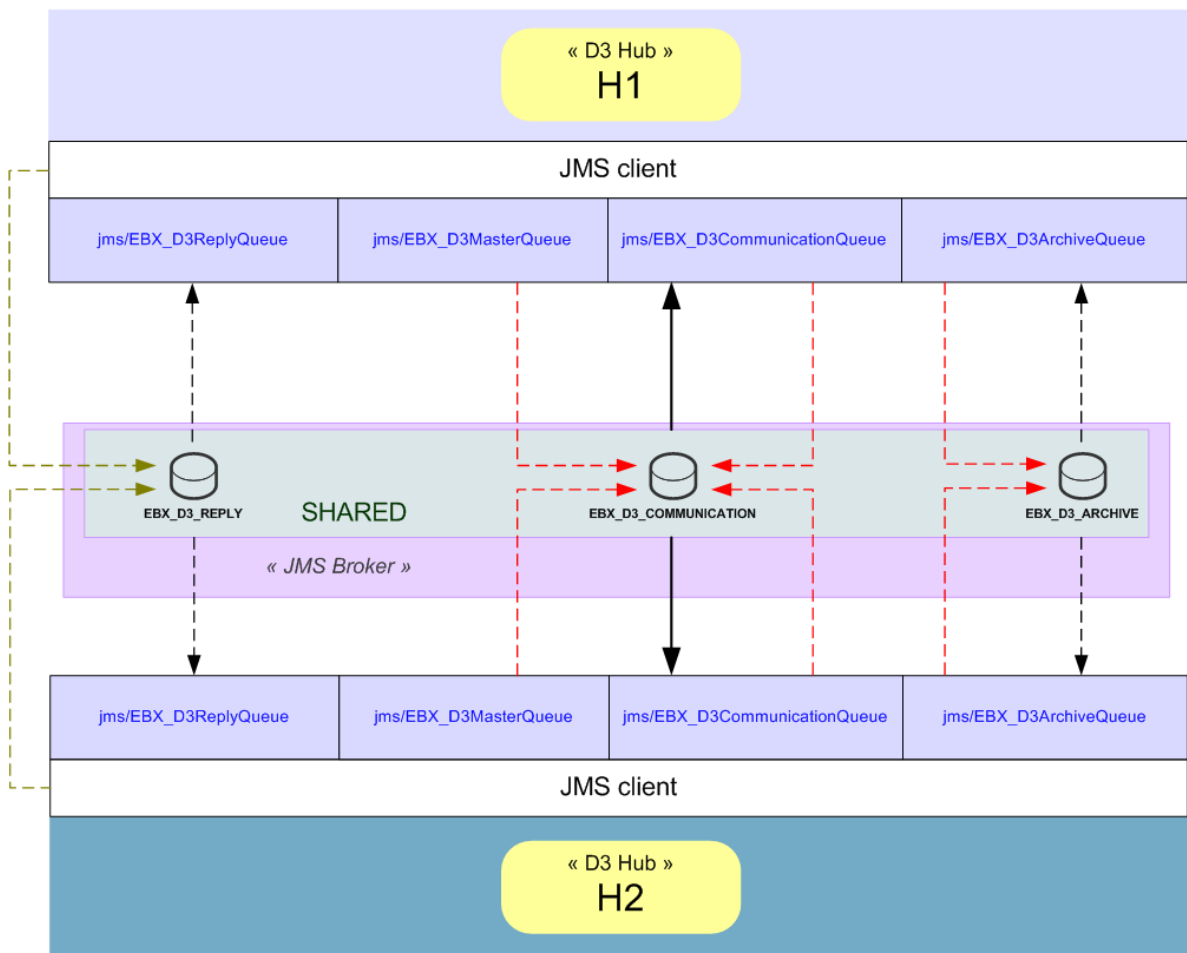 « D3 Hub »
H1
JMS client
jms/EBX_D3ReplyQueue
jms/EBX_D3MasterQueue
jms/EBX_D3CommunicationQueue
jms/EBX_D3ArchiveQueue
EBX_D3_REPLY
SHARED
EBX_D3_COMMUNICATION
EBX_D3_ARCHIVE
« JMS Broker »
jms/EBX_D3ReplyQueue
jms/EBX_D3MasterQueue
jms/EBX_D3CommunicationQueue
jms/EBX_D3ArchiveQueue
JMS client
« D3 Hub »
H2